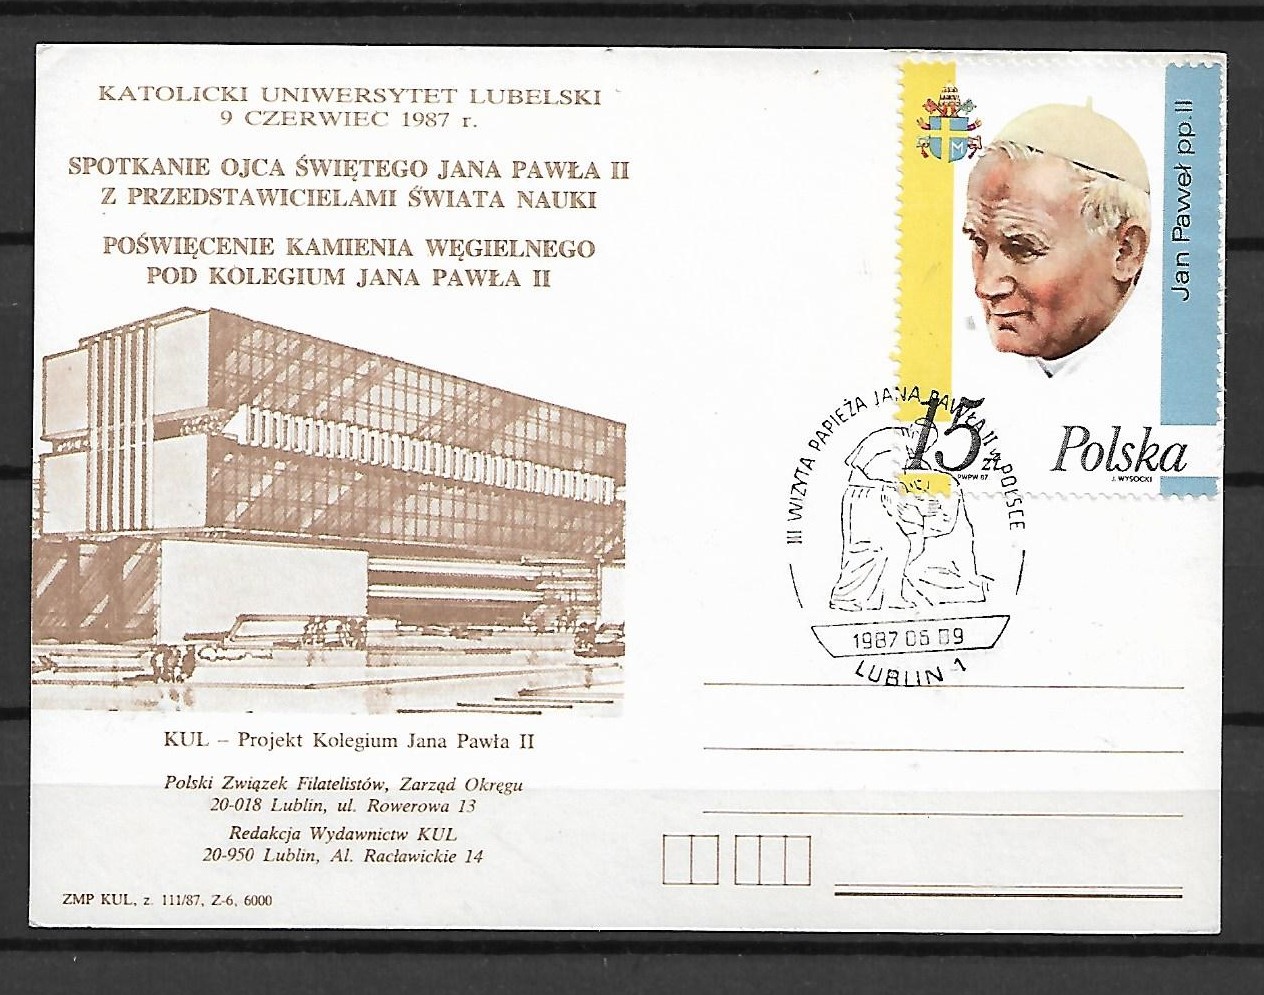 KATOLICKI UNIWERSYTET LUBELSKI
9 CZERWIEC 1987 r.
SPOTKANIE OJCA ŚWIĘTEGO JANA PAWŁA II
Z PRZEDSTAWICIELAMI ŚWIATA NAUKI
POŚWIĘCENIE KAMIENIA WĘGIELNEGO
POD KOLEGIUM JANA PAWŁA II
KUL – Projekt Kolegium Jana Pawła II
Polski Związek Filatelistów, Zarząd Okręgu
20-018 Lublin, ul. Rowerowa 13
Redakcja Wydawnictw KUL
20-950 Lublin, Al. Racławickie 14
ZMP KUL, z. 111/87, Z-6, 6000
Jan Paweł pp.II
M
15 zł
Polska
PWPW 87
J. WYSOCKI
III WIZYTA PAPIEŻA JANA PAWŁA II W POLSCE
1987 06 09
LUBLIN 1